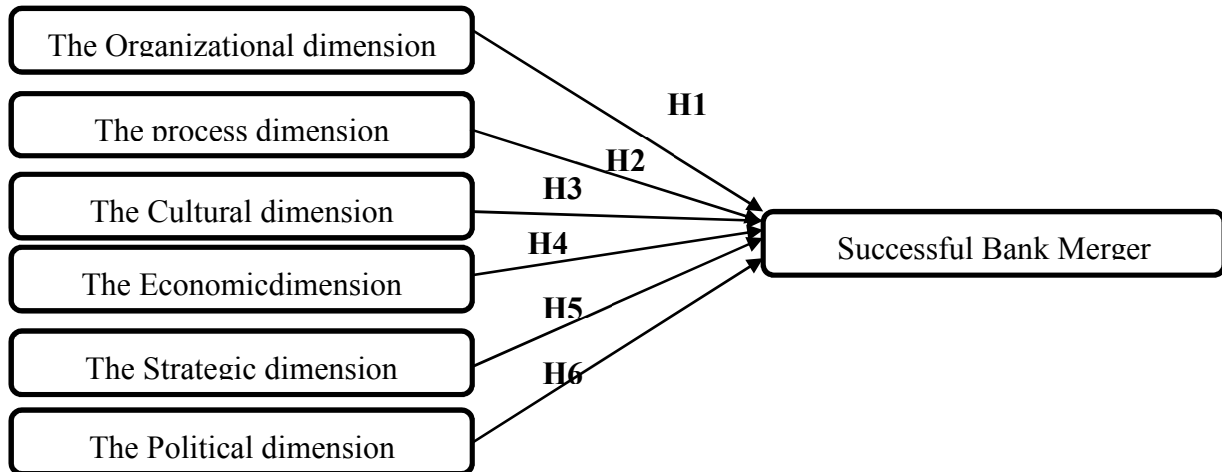 The Organizational dimension
H1
The process dimension
H2
H3
The Cultural dimension
H4
Successful Bank Merger
The Economicdimension
H5
The Strategic dimension
H6
The Political dimension